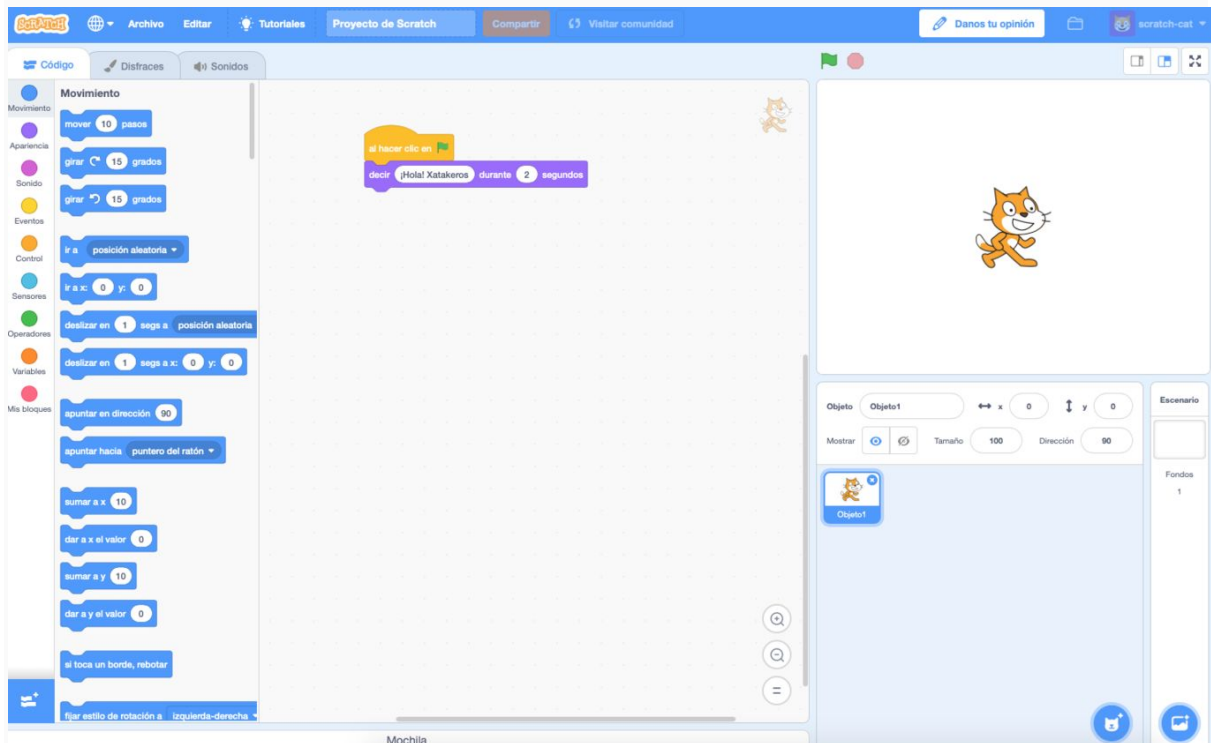 SCRATCH Archivo Editar Tutoriales Proyecto de Scratch Compartir Visitar comunidad Danos tu opinión scratch-cat
Código Disfraces Sonidos
Movimiento
Apariencia
Sonido
Eventos
Control
Sensores
Operadores
Variables
Mis bloques
Movimiento
mover 10 pasos
girar 15 grados
girar 15 grados
ir a posición aleatoria
ir a x: 0 y: 0
deslizar en 1 segs a posición aleatoria
deslizar en 1 segs a x: 0 y: 0
apuntar en dirección 90
apuntar hacia puntero del ratón
sumar a x 10
dar a x el valor 0
sumar a y 10
dar a y el valor 0
si toca un borde, rebotar
fijar estilo de rotación a izquierda-derecha
al hacer clic en
decir ¡Hola! Xatakeros durante 2 segundos
Mochila
Objeto Objeto1 x 0 y 0
Mostrar Tamaño 100 Dirección 90
Objeto1
Escenario
Fondos
1